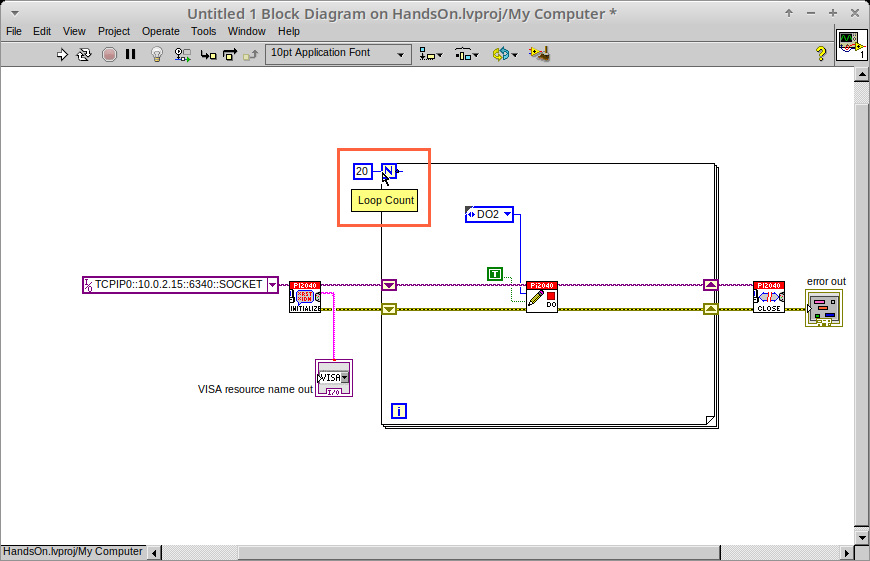 Untitled 1 Block Diagram on HandsOn.lvproj/My Computer *
File Edit View Project Operate Tools Window Help
10pt Application Font
?
1
20 N
Loop Count
DO2
T
I/O TCPIP0::10.0.2.15::6340::SOCKET
PI2040
INITIALIZE
PI2040
DO
PI2040
CLOSE
error out
VISA
I/O
VISA resource name out
i
HandsOn.lvproj/My Computer